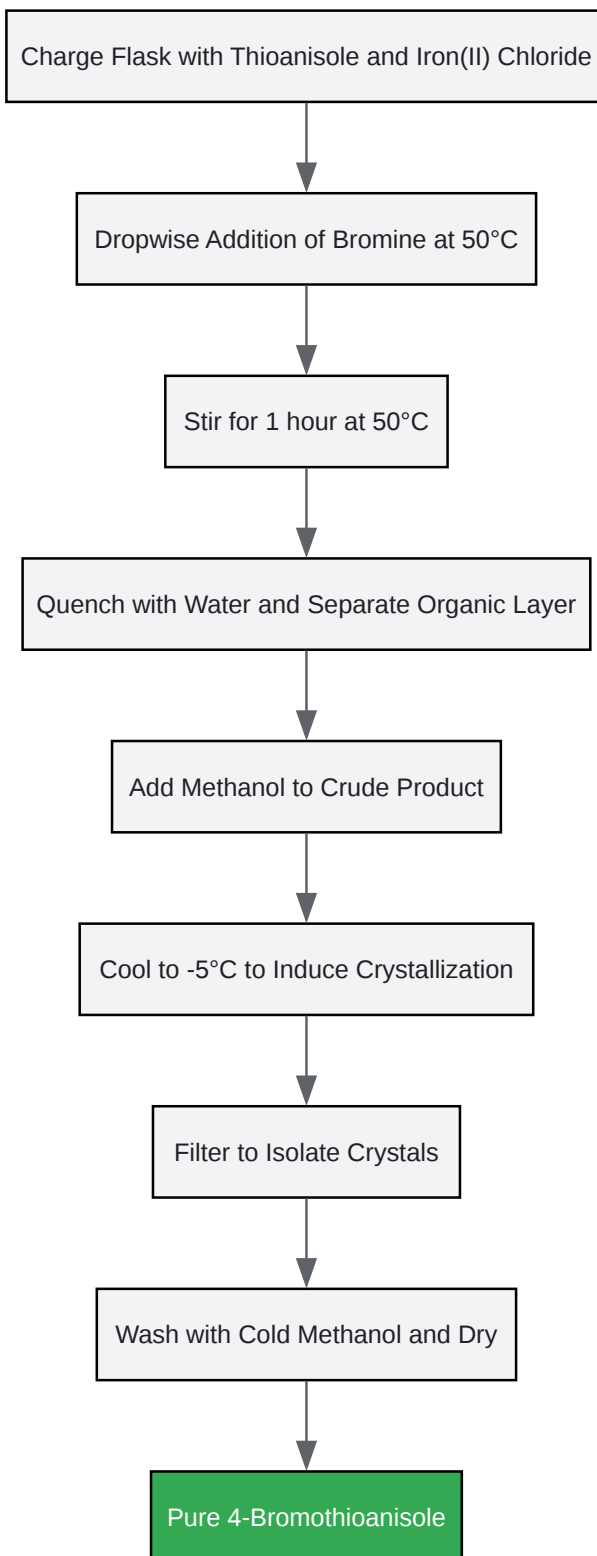 Charge Flask with Thioanisole and Iron(II) Chloride
Dropwise Addition of Bromine at 50°C
Stir for 1 hour at 50°C
Quench with Water and Separate Organic Layer
Add Methanol to Crude Product
Cool to -5°C to Induce Crystallization
Filter to Isolate Crystals
Wash with Cold Methanol and Dry
Pure 4-Bromothioanisole